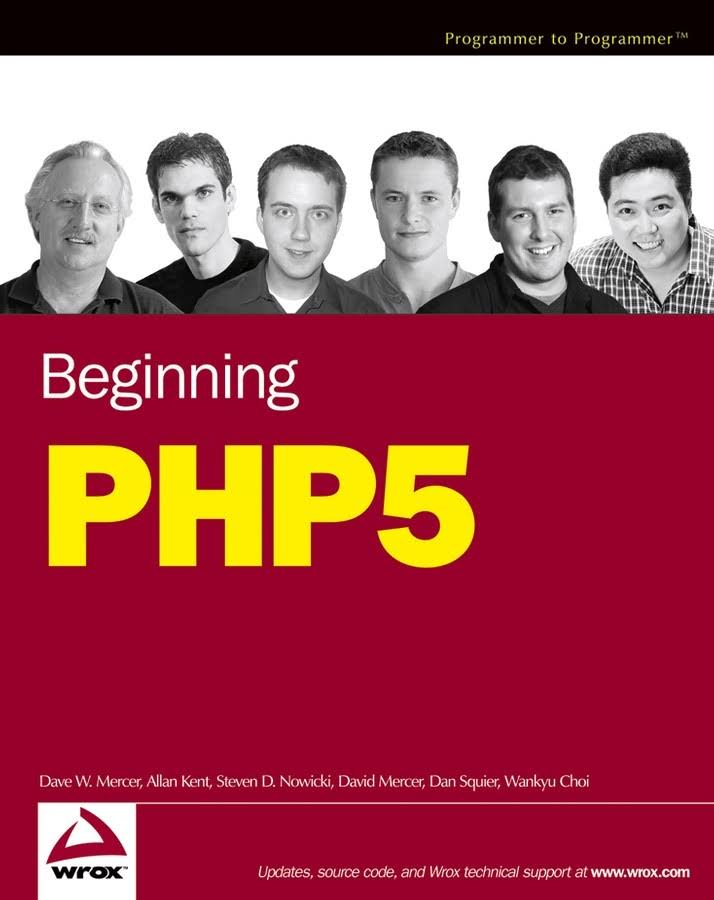 Programmer to Programmer™
Beginning
PHP5
Dave W. Mercer, Allan Kent, Steven D. Nowicki, David Mercer, Dan Squier, Wankyu Choi
wrox™
Updates, source code, and Wrox technical support at www.wrox.com